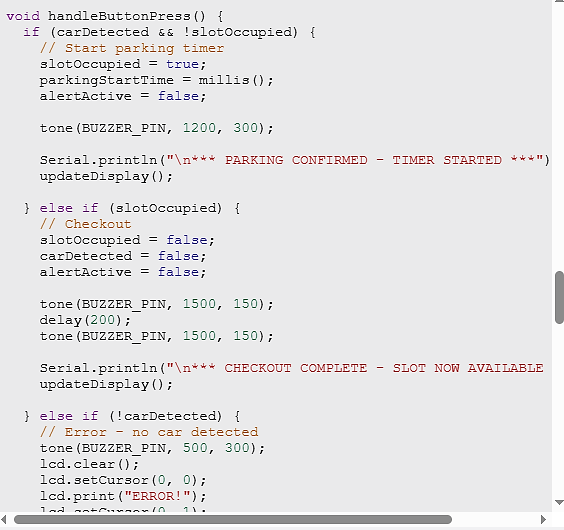 void handleButtonPress() {
  if (carDetected && !slotOccupied) {
    // Start parking timer
    slotOccupied = true;
    parkingStartTime = millis();
    alertActive = false;

    tone(BUZZER_PIN, 1200, 300);

    Serial.println("\n*** PARKING CONFIRMED - TIMER STARTED ***")
    updateDisplay();

  } else if (slotOccupied) {
    // Checkout
    slotOccupied = false;
    carDetected = false;
    alertActive = false;

    tone(BUZZER_PIN, 1500, 150);
    delay(200);
    tone(BUZZER_PIN, 1500, 150);

    Serial.println("\n*** CHECKOUT COMPLETE - SLOT NOW AVAILABLE
    updateDisplay();

  } else if (!carDetected) {
    // Error - no car detected
    tone(BUZZER_PIN, 500, 300);
    lcd.clear();
    lcd.setCursor(0, 0);
    lcd.print("ERROR!");
    lcd.setCursor(0, 1);